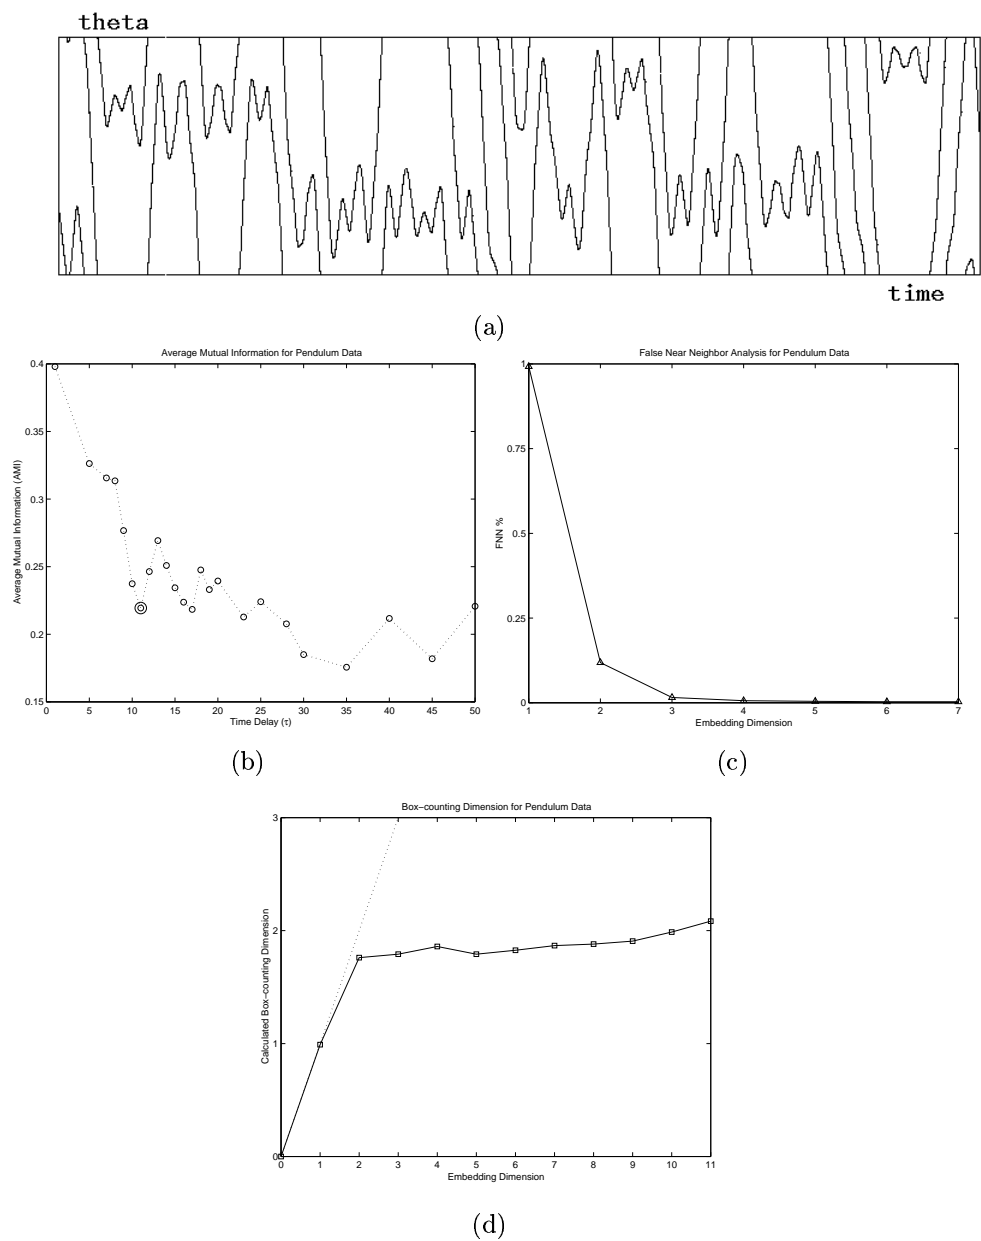 theta
time
(a)
Average Mutual Information for Pendulum Data
0.4
0.35
0.3
0.25
0.2
0.15
Average Mutual Information (AMI)
0 5 10 15 20 25 30 35 40 45 50
Time Delay (τ)
(b)
False Near Neighbor Analysis for Pendulum Data
1
0.75
0.5
0.25
0
FNN %
1 2 3 4 5 6 7
Embedding Dimension
(c)
Box−counting Dimension for Pendulum Data
3
2
1
0
Calculated Box−counting Dimension
0 1 2 3 4 5 6 7 8 9 10 11
Embedding Dimension
(d)